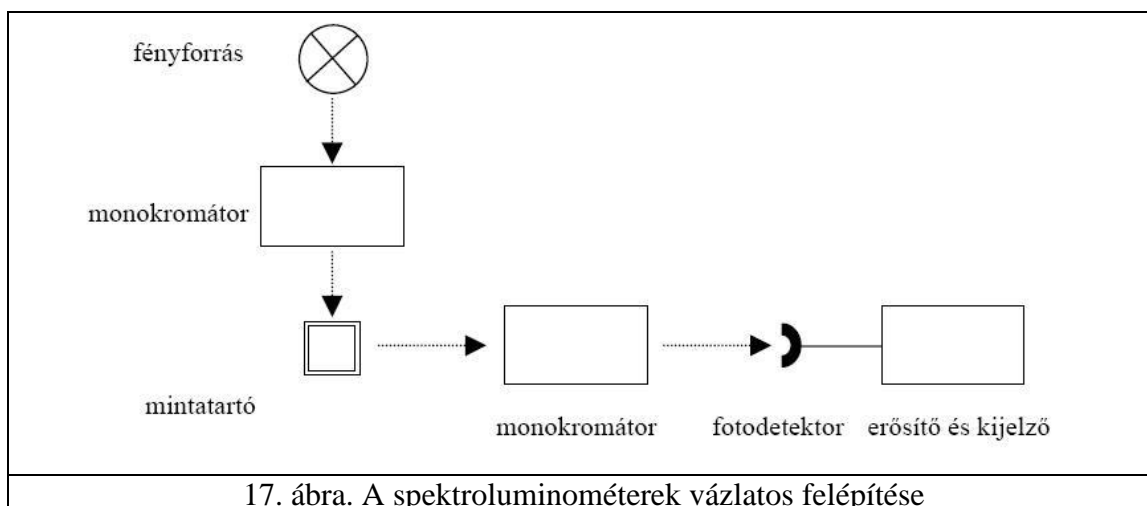 fényforrás
monokromátor
mintatartó
monokromátor
fotodetektor
erősítő és kijelző
17. ábra. A spektroluminométerek vázlatos felépítése